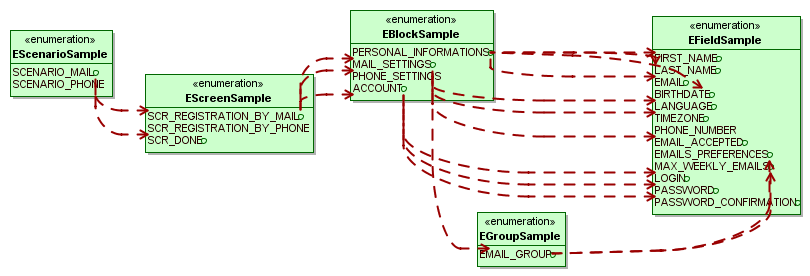 «enumeration»
EScenarioSample
SCENARIO_MAIL
SCENARIO_PHONE
«enumeration»
EScreenSample
SCR_REGISTRATION_BY_MAIL
SCR_REGISTRATION_BY_PHONE
SCR_DONE
«enumeration»
EBlockSample
PERSONAL_INFORMATIONS
MAIL_SETTINGS
PHONE_SETTINGS
ACCOUNT
«enumeration»
EFieldSample
FIRST_NAME
LAST_NAME
EMAIL
BIRTHDATE
LANGUAGE
TIMEZONE
PHONE_NUMBER
EMAIL_ACCEPTED
EMAILS_PREFERENCES
MAX_WEEKLY_EMAILS
LOGIN
PASSWORD
PASSWORD_CONFIRMATION
«enumeration»
EGroupSample
EMAIL_GROUP